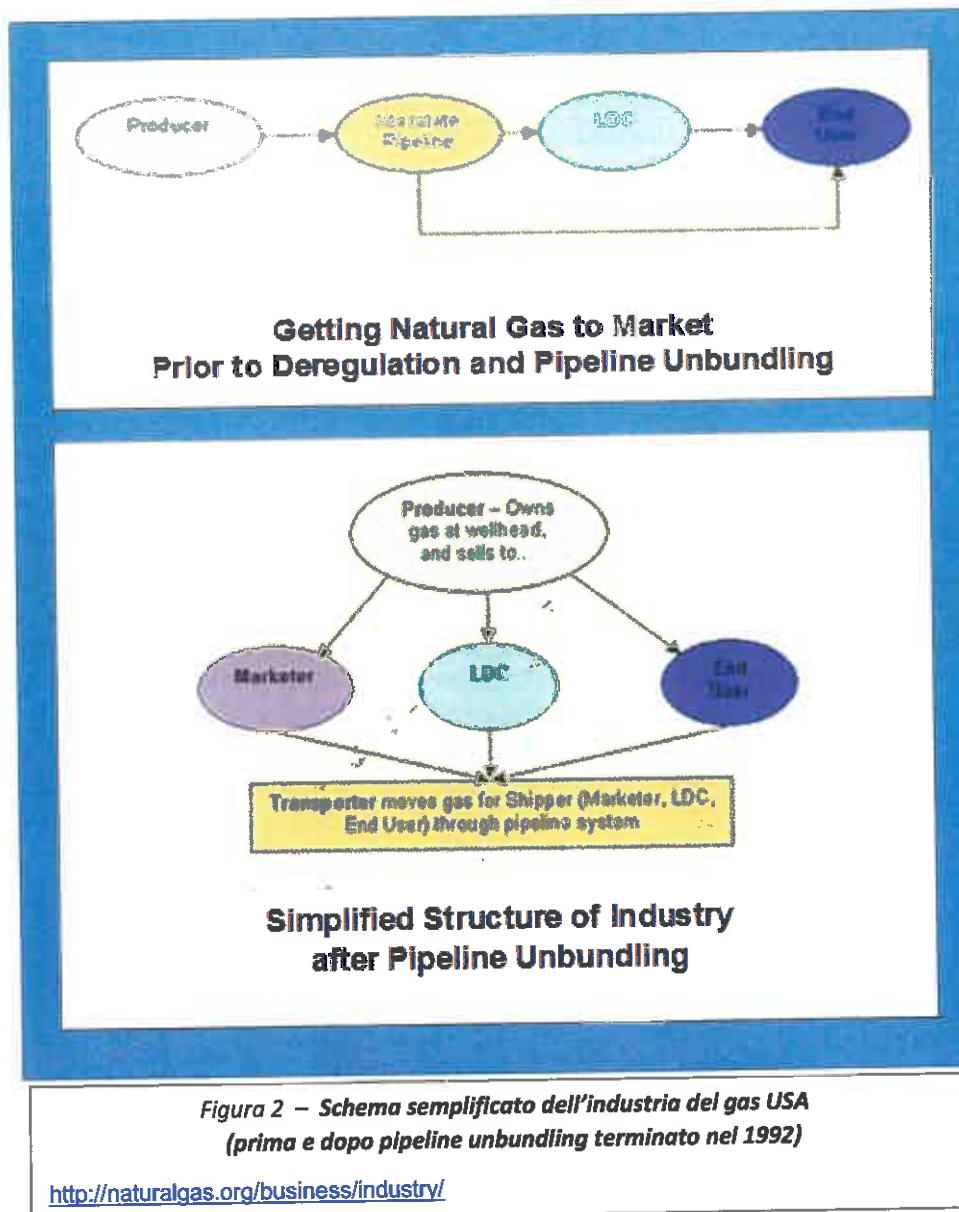 Producer
Interstate
Pipeline
LDC
End
User
Getting Natural Gas to Market
Prior to Deregulation and Pipeline Unbundling
Producer – Owns
gas at wellhead,
and sells to..
Marketer
LDC
End
User
Transporter moves gas for Shipper (Marketer, LDC,
End User) through pipeline system
Simplified Structure of Industry
after Pipeline Unbundling
Figura 2 – Schema semplificato dell'industria del gas USA
(prima e dopo pipeline unbundling terminato nel 1992)
http://naturalgas.org/business/industry/